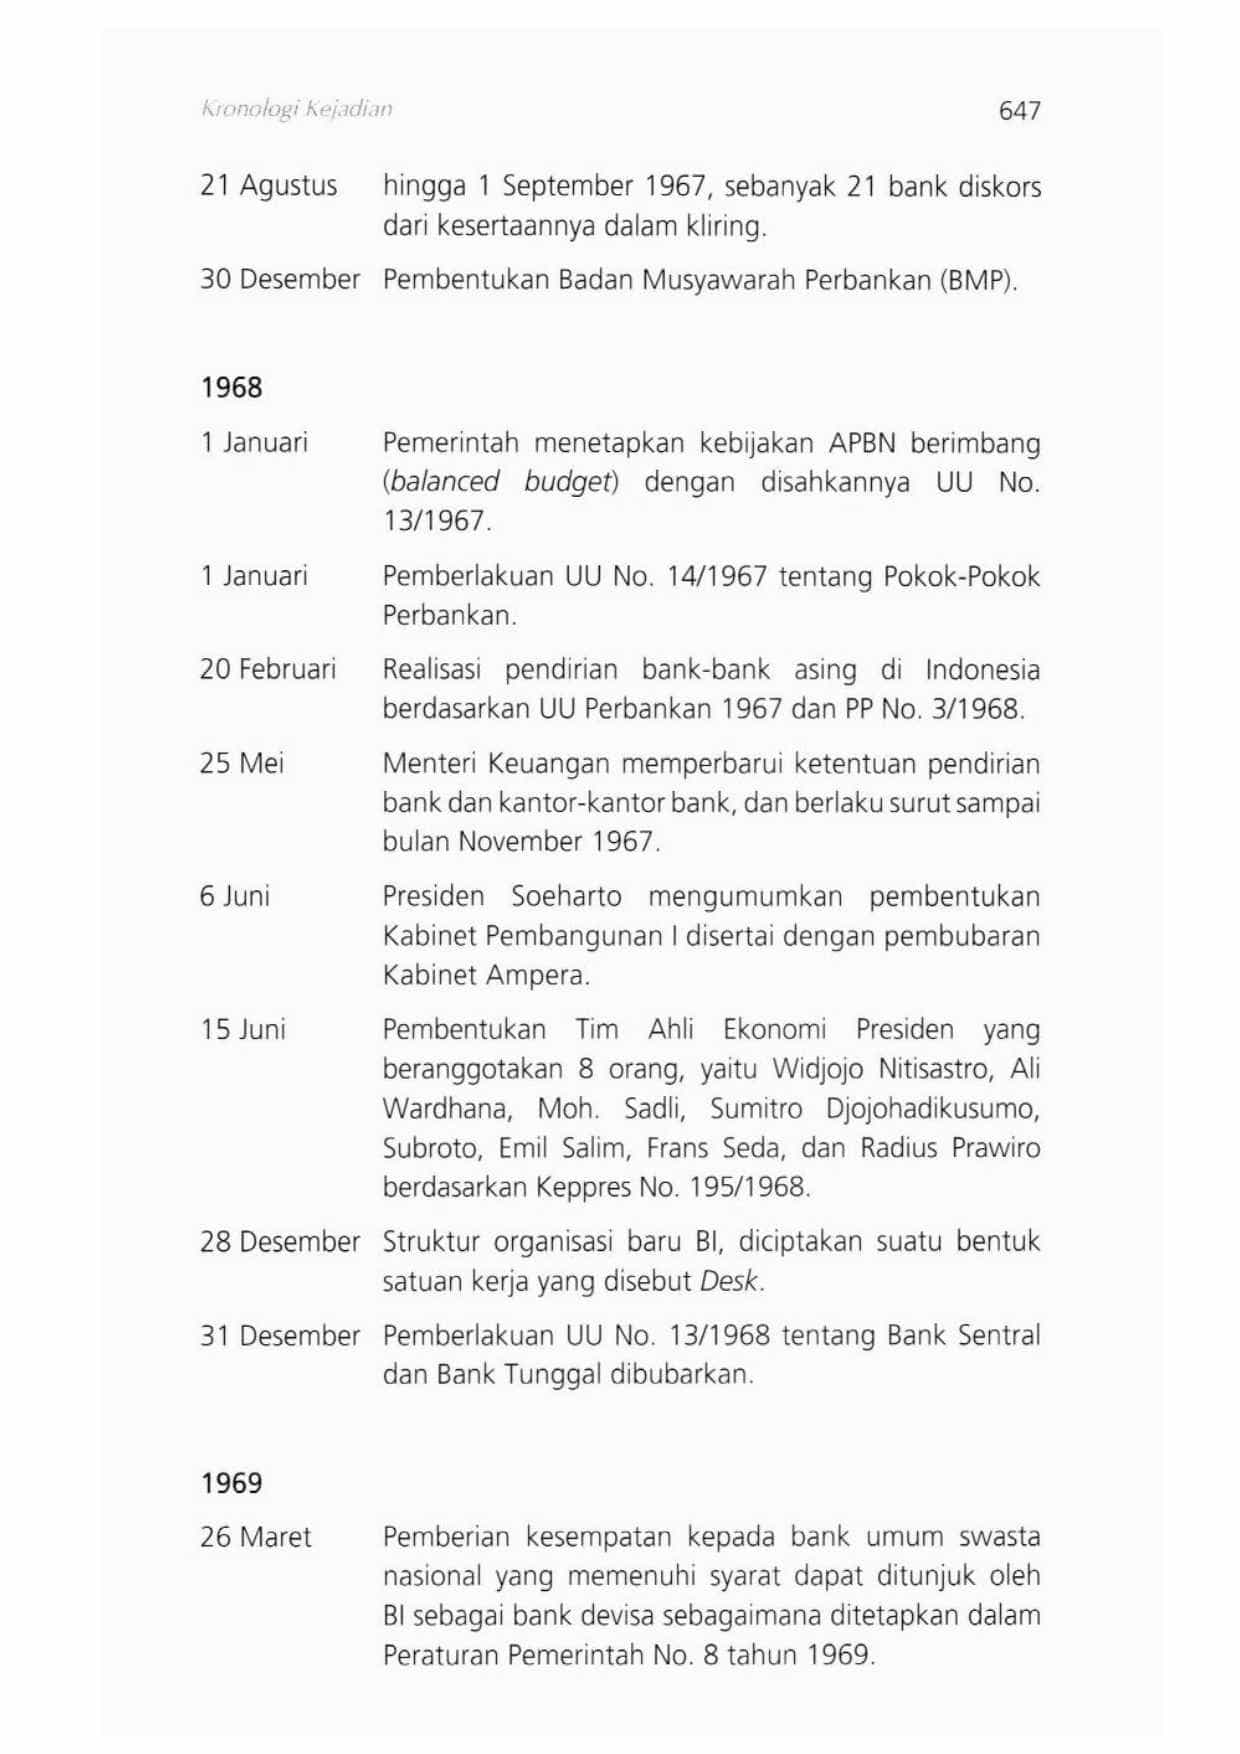 Kronologi Kejadian 647
21 Agustus hingga 1 September 1967, sebanyak 21 bank diskors
dari kesertaannya dalam kliring.
30 Desember Pembentukan Badan Musyawarah Perbankan (BMP).
1968
1 Januari Pemerintah menetapkan kebijakan APBN berimbang
(balanced budget) dengan disahkannya UU No.
13/1967.
1 Januari Pemberlakuan UU No. 14/1967 tentang Pokok-Pokok
Perbankan.
20 Februari Realisasi pendirian bank-bank asing di Indonesia
berdasarkan UU Perbankan 1967 dan PP No. 3/1968.
25 Mei Menteri Keuangan memperbarui ketentuan pendirian
bank dan kantor-kantor bank, dan berlaku surut sampai
bulan November 1967.
6 Juni Presiden Soeharto mengumumkan pembentukan
Kabinet Pembangunan I disertai dengan pembubaran
Kabinet Ampera.
15 Juni Pembentukan Tim Ahli Ekonomi Presiden yang
beranggotakan 8 orang, yaitu Widjojo Nitisastro, Ali
Wardhana, Moh. Sadli, Sumitro Djojohadikusumo,
Subroto, Emil Salim, Frans Seda, dan Radius Prawiro
berdasarkan Keppres No. 195/1968.
28 Desember Struktur organisasi baru BI, diciptakan suatu bentuk
satuan kerja yang disebut Desk.
31 Desember Pemberlakuan UU No. 13/1968 tentang Bank Sentral
dan Bank Tunggal dibubarkan.
1969
26 Maret Pemberian kesempatan kepada bank umum swasta
nasional yang memenuhi syarat dapat ditunjuk oleh
BI sebagai bank devisa sebagaimana ditetapkan dalam
Peraturan Pemerintah No. 8 tahun 1969.